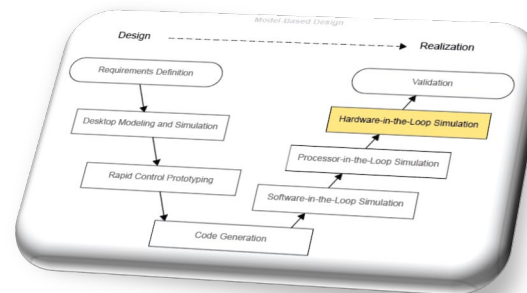 Model-Based Design
Design
Realization
Requirements Definition
Validation
Desktop Modeling and Simulation
Hardware-in-the-Loop Simulation
Rapid Control Prototyping
Processor-in-the-Loop Simulation
Software-in-the-Loop Simulation
Code Generation